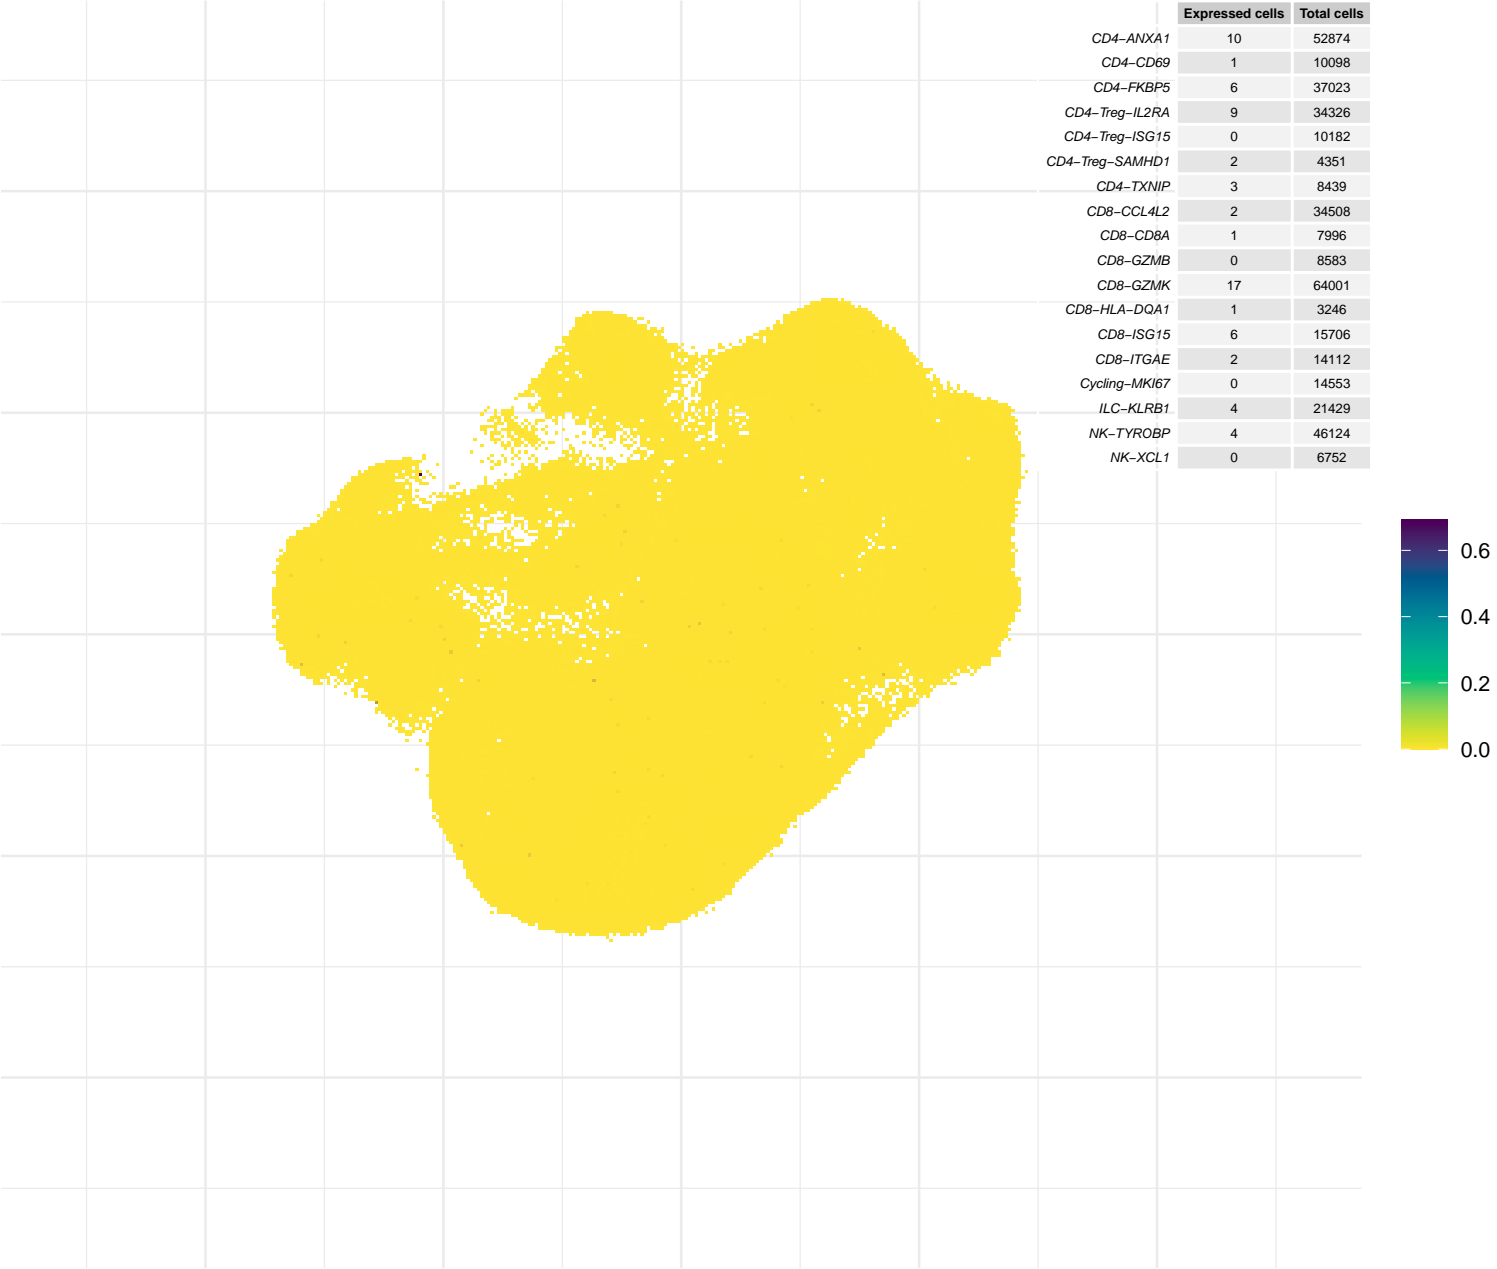 Expressed cells Total cells
CD4−ANXA1 10 52874
CD4−CD69 1 10098
CD4−FKBP5 6 37023
CD4−Treg−IL2RA 9 34326
CD4−Treg−ISG15 0 10182
CD4−Treg−SAMHD1 2 4351
CD4−TXNIP 3 8439
CD8−CCL4L2 2 34508
CD8−CD8A 1 7996
CD8−GZMB 0 8583
CD8−GZMK 17 64001
CD8−HLA−DQA1 1 3246
CD8−ISG15 6 15706
CD8−ITGAE 2 14112
Cycling−MKI67 0 14553
ILC−KLRB1 4 21429
NK−TYROBP 4 46124
NK−XCL1 0 6752
0.6
0.4
0.2
0.0